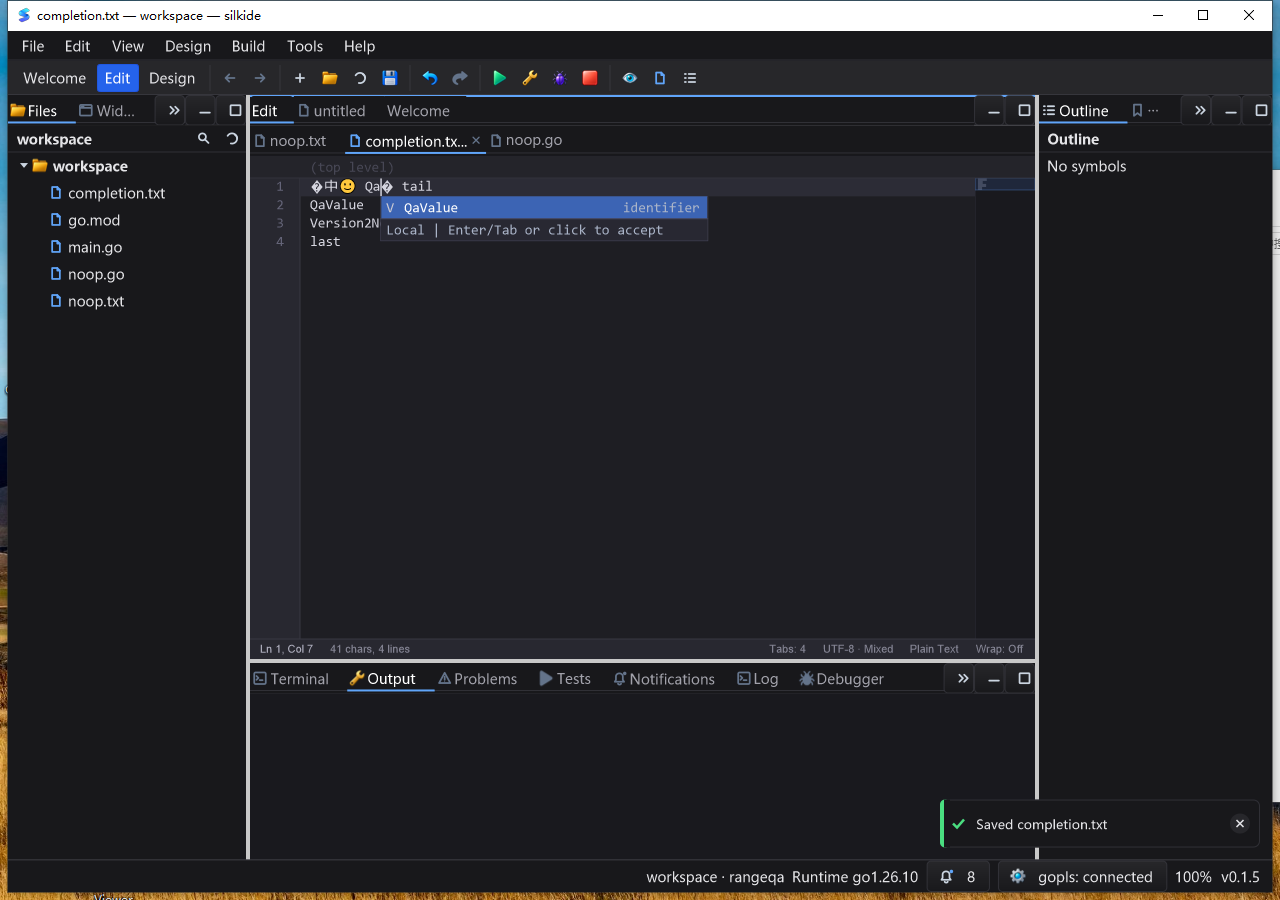 completion.txt — workspace — silkide
File Edit View Design Build Tools Help
Welcome Edit Design
Files Wid... Edit untitled Welcome Outline ...
workspace noop.txt completion.tx... noop.go Outline
workspace (top level) No symbols
completion.txt 1 �中🙂 Qa� tail
go.mod 2 QaValue V QaValue identifier
main.go 3 Version2N Local | Enter/Tab or click to accept
noop.go 4 last
noop.txt
Ln 1, Col 7 41 chars, 4 lines Tabs: 4 UTF-8 · Mixed Plain Text Wrap: Off
Terminal Output Problems Tests Notifications Log Debugger
Saved completion.txt
workspace · rangeqa Runtime go1.26.10 8 gopls: connected 100% v0.1.5